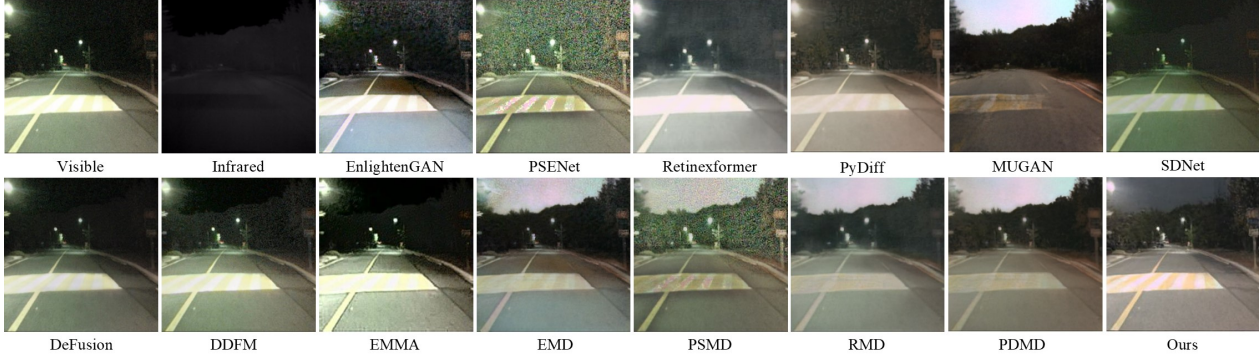 Visible Infrared EnlightenGAN PSENet Retinexformer PyDiff MUGAN SDNet
DeFusion DDFM EMMA EMD PSMD RMD PDMD Ours